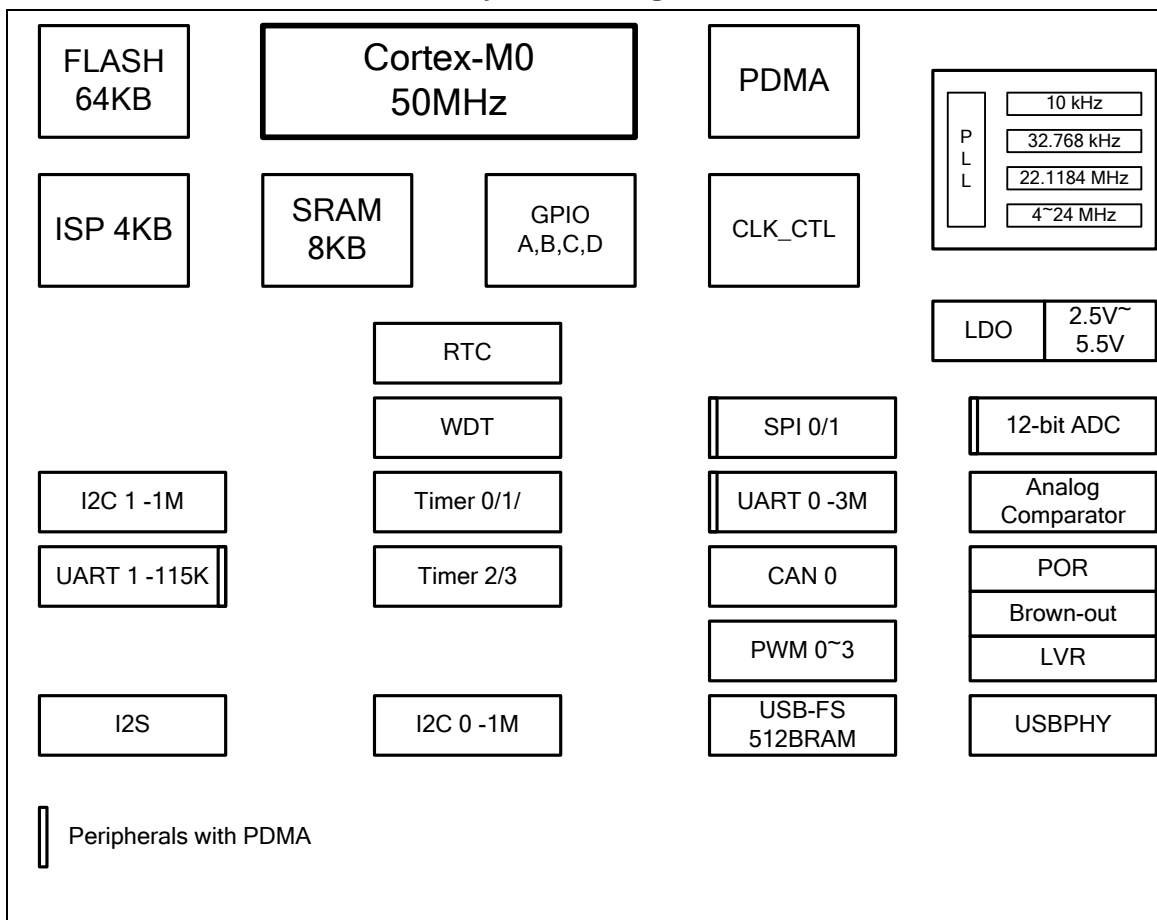 FLASH
64KB
Cortex-M0
50MHz
PDMA
P
L
L
10 kHz
32.768 kHz
22.1184 MHz
4~24 MHz
ISP 4KB
SRAM
8KB
GPIO
A,B,C,D
CLK_CTL
LDO
2.5V~
5.5V
RTC
WDT
SPI 0/1
12-bit ADC
I2C 1 -1M
Timer 0/1/
UART 0 -3M
Analog
Comparator
UART 1 -115K
Timer 2/3
CAN 0
POR
Brown-out
PWM 0~3
LVR
I2S
I2C 0 -1M
USB-FS
512BRAM
USBPHY
Peripherals with PDMA